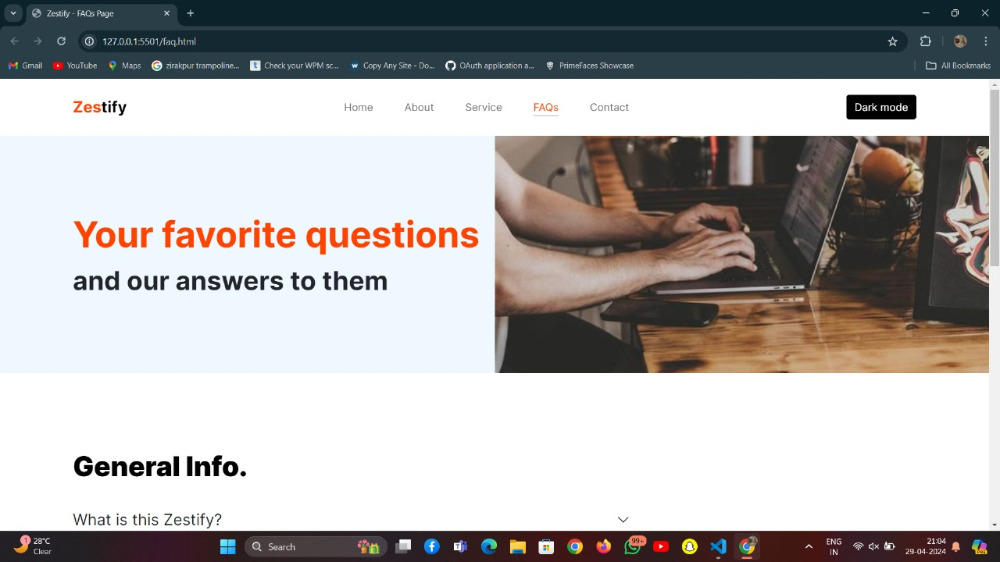 Zestify - FAQs Page
127.0.0.1:5501/faq.html
Gmail YouTube Maps zirakpur trampoline... Check your WPM sc... Copy Any Site - Do... OAuth application a... PrimeFaces Showcase All Bookmarks
Zestify Home About Service FAQs Contact Dark mode
Your favorite questions
and our answers to them
General Info.
What is this Zestify?
1 28°C
Clear
Search
99+
PRE
ENG
IN
21:04
29-04-2024